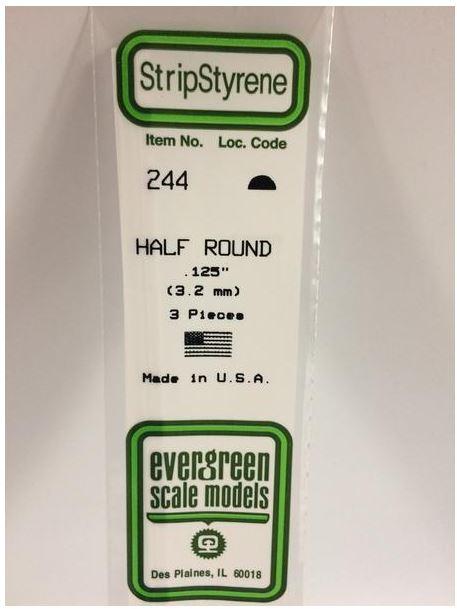 StripStyrene
Item No. Loc. Code
244
HALF ROUND
.125"
(3.2 mm)
3 Pieces
Made in U.S.A.
evergreen
scale models
Des Plaines, IL 60018